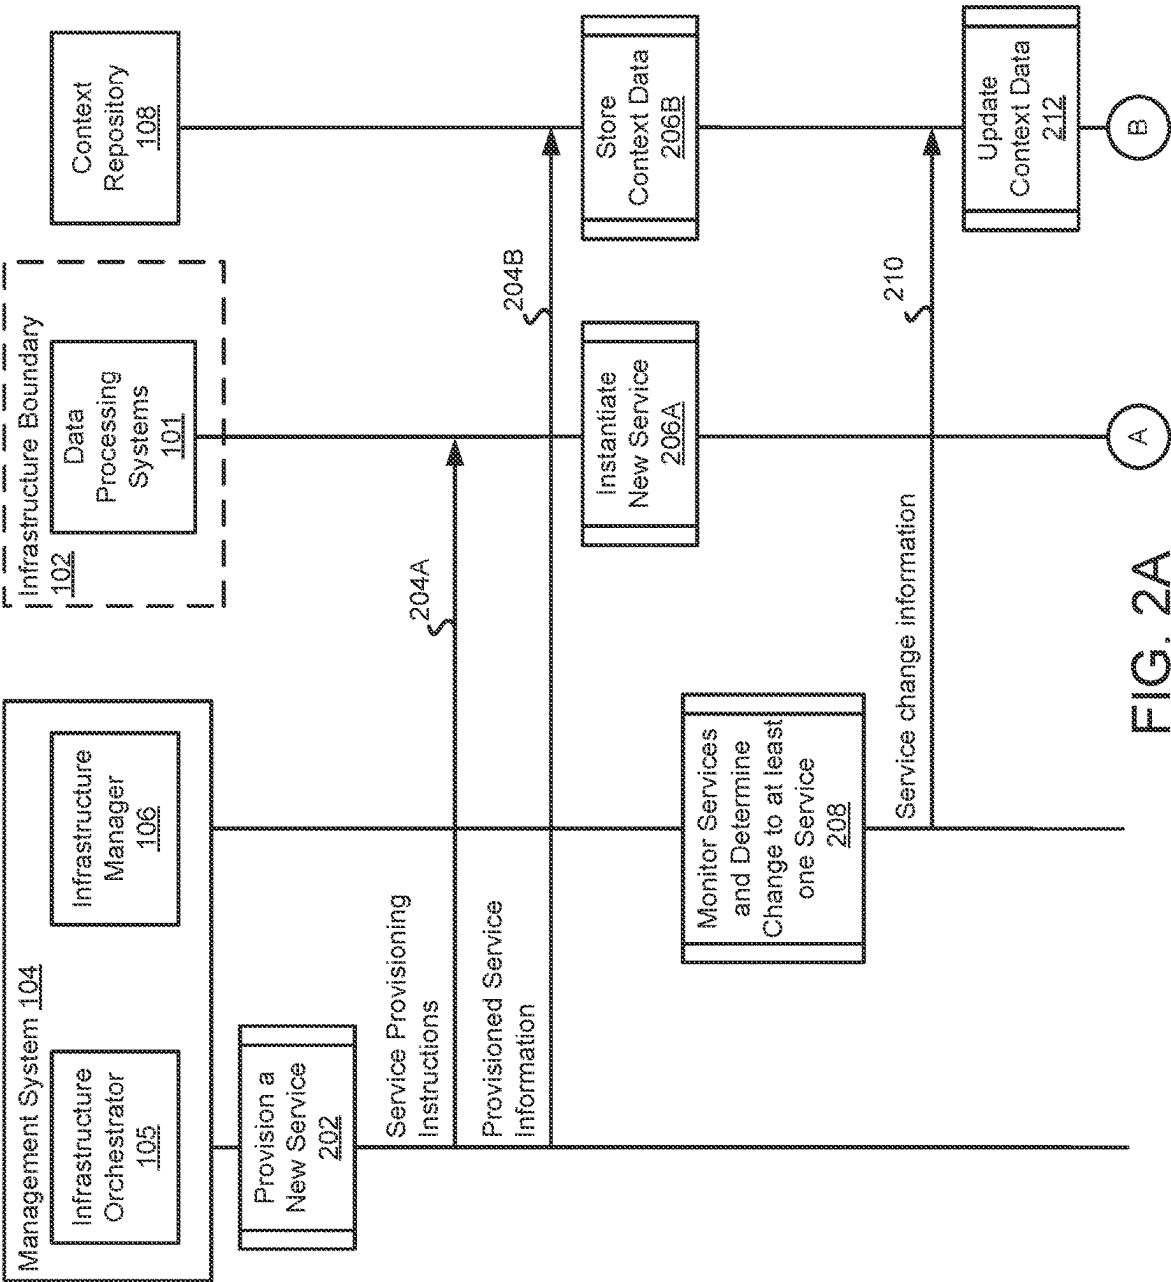 Management System 104
Infrastructure
Orchestrator
105
Infrastructure
Manager
106
Infrastructure Boundary
102
Data
Processing
Systems
101
Context
Repository
108
Provision a
New Service
202
Service Provisioning
Instructions
204A
Provisioned Service
Information
204B
Instantiate
New Service
206A
Store
Context Data
206B
Monitor Services
and Determine
Change to at least
one Service
208
Service change information
210
Update
Context Data
212
A
B
FIG. 2A